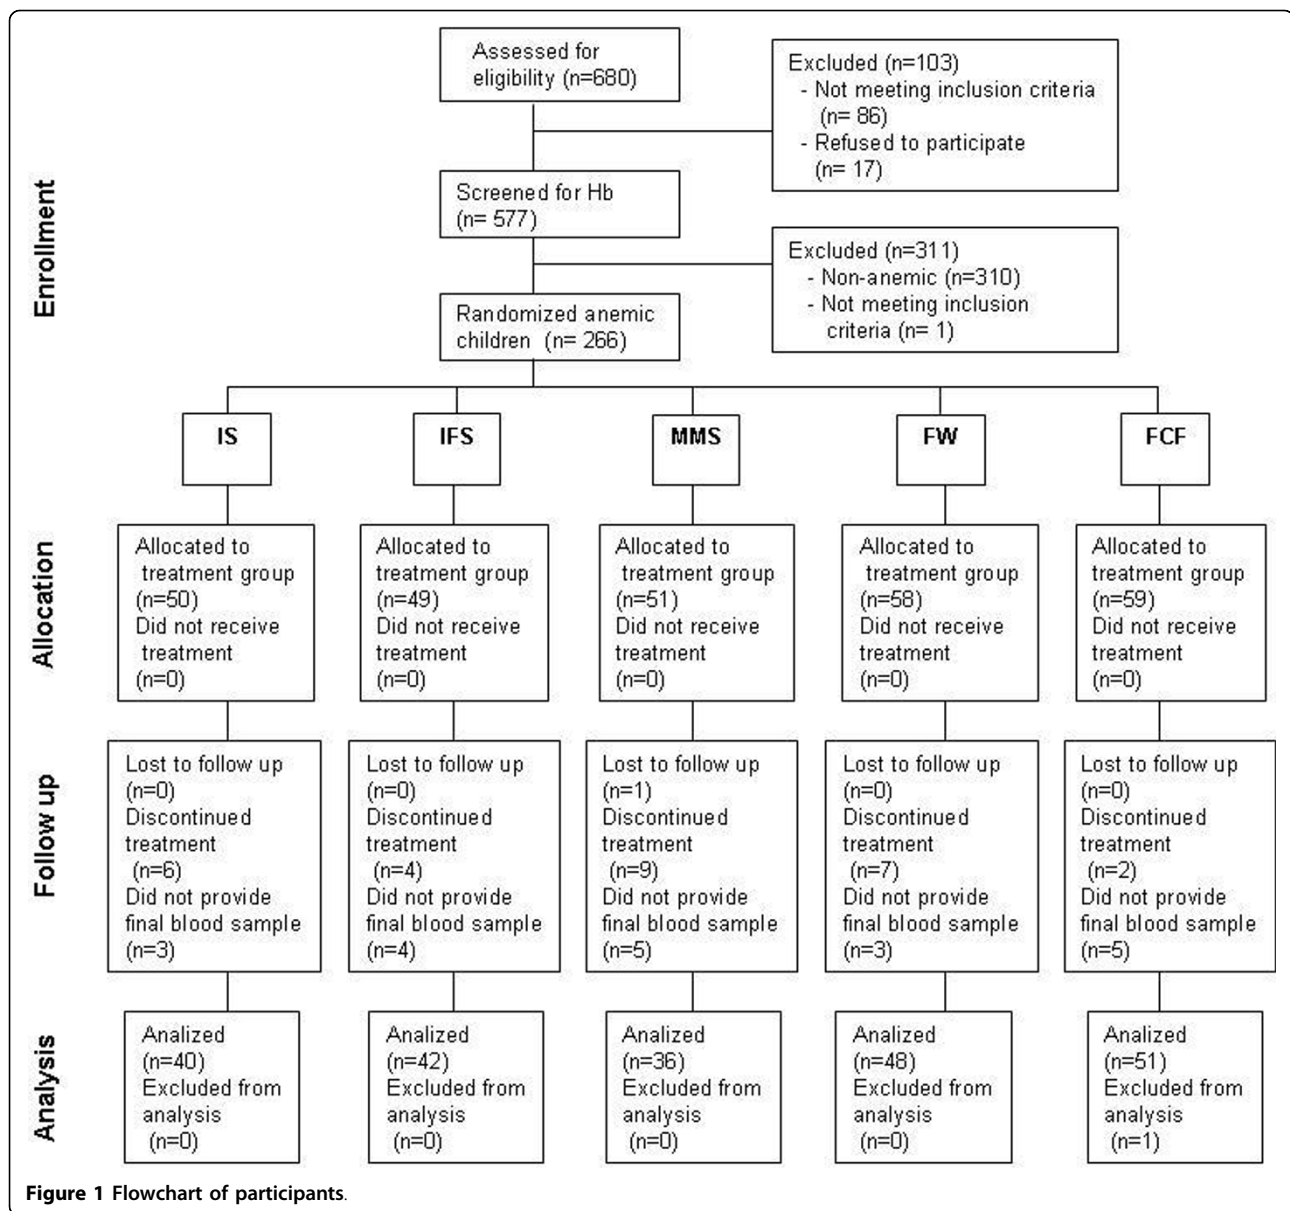 Assessed for
eligibility (n=680)
Excluded (n=103)
- Not meeting inclusion criteria
(n= 86)
- Refused to participate
(n= 17)
Screened for Hb
(n= 577)
Excluded (n=311)
- Non-anemic (n=310)
- Not meeting inclusion
criteria (n= 1)
Randomized anemic
children (n= 266)
Enrollment
IS
IFS
MMS
FW
FCF
Allocation
Allocated to
treatment group
(n=50)
Did not receive
treatment
(n=0)
Allocated to
treatment group
(n=49)
Did not receive
treatment
(n=0)
Allocated to
treatment group
(n=51)
Did not receive
treatment
(n=0)
Allocated to
treatment group
(n=58)
Did not receive
treatment
(n=0)
Allocated to
treatment group
(n=59)
Did not receive
treatment
(n=0)
Follow up
Lost to follow up
(n=0)
Discontinued
treatment
(n=6)
Did not provide
final blood sample
(n=3)
Lost to follow up
(n=0)
Discontinued
treatment
(n=4)
Did not provide
final blood sample
(n=4)
Lost to follow up
(n=1)
Discontinued
treatment
(n=9)
Did not provide
final blood sample
(n=5)
Lost to follow up
(n=0)
Discontinued
treatment
(n=7)
Did not provide
final blood sample
(n=3)
Lost to follow up
(n=0)
Discontinued
treatment
(n=2)
Did not provide
final blood sample
(n=5)
Analysis
Analized
(n=40)
Excluded from
analysis
(n=0)
Analized
(n=42)
Excluded from
analysis
(n=0)
Analized
(n=36)
Excluded from
analysis
(n=0)
Analized
(n=48)
Excluded from
analysis
(n=0)
Analized
(n=51)
Excluded from
analysis
(n=1)
Figure 1 Flowchart of participants.